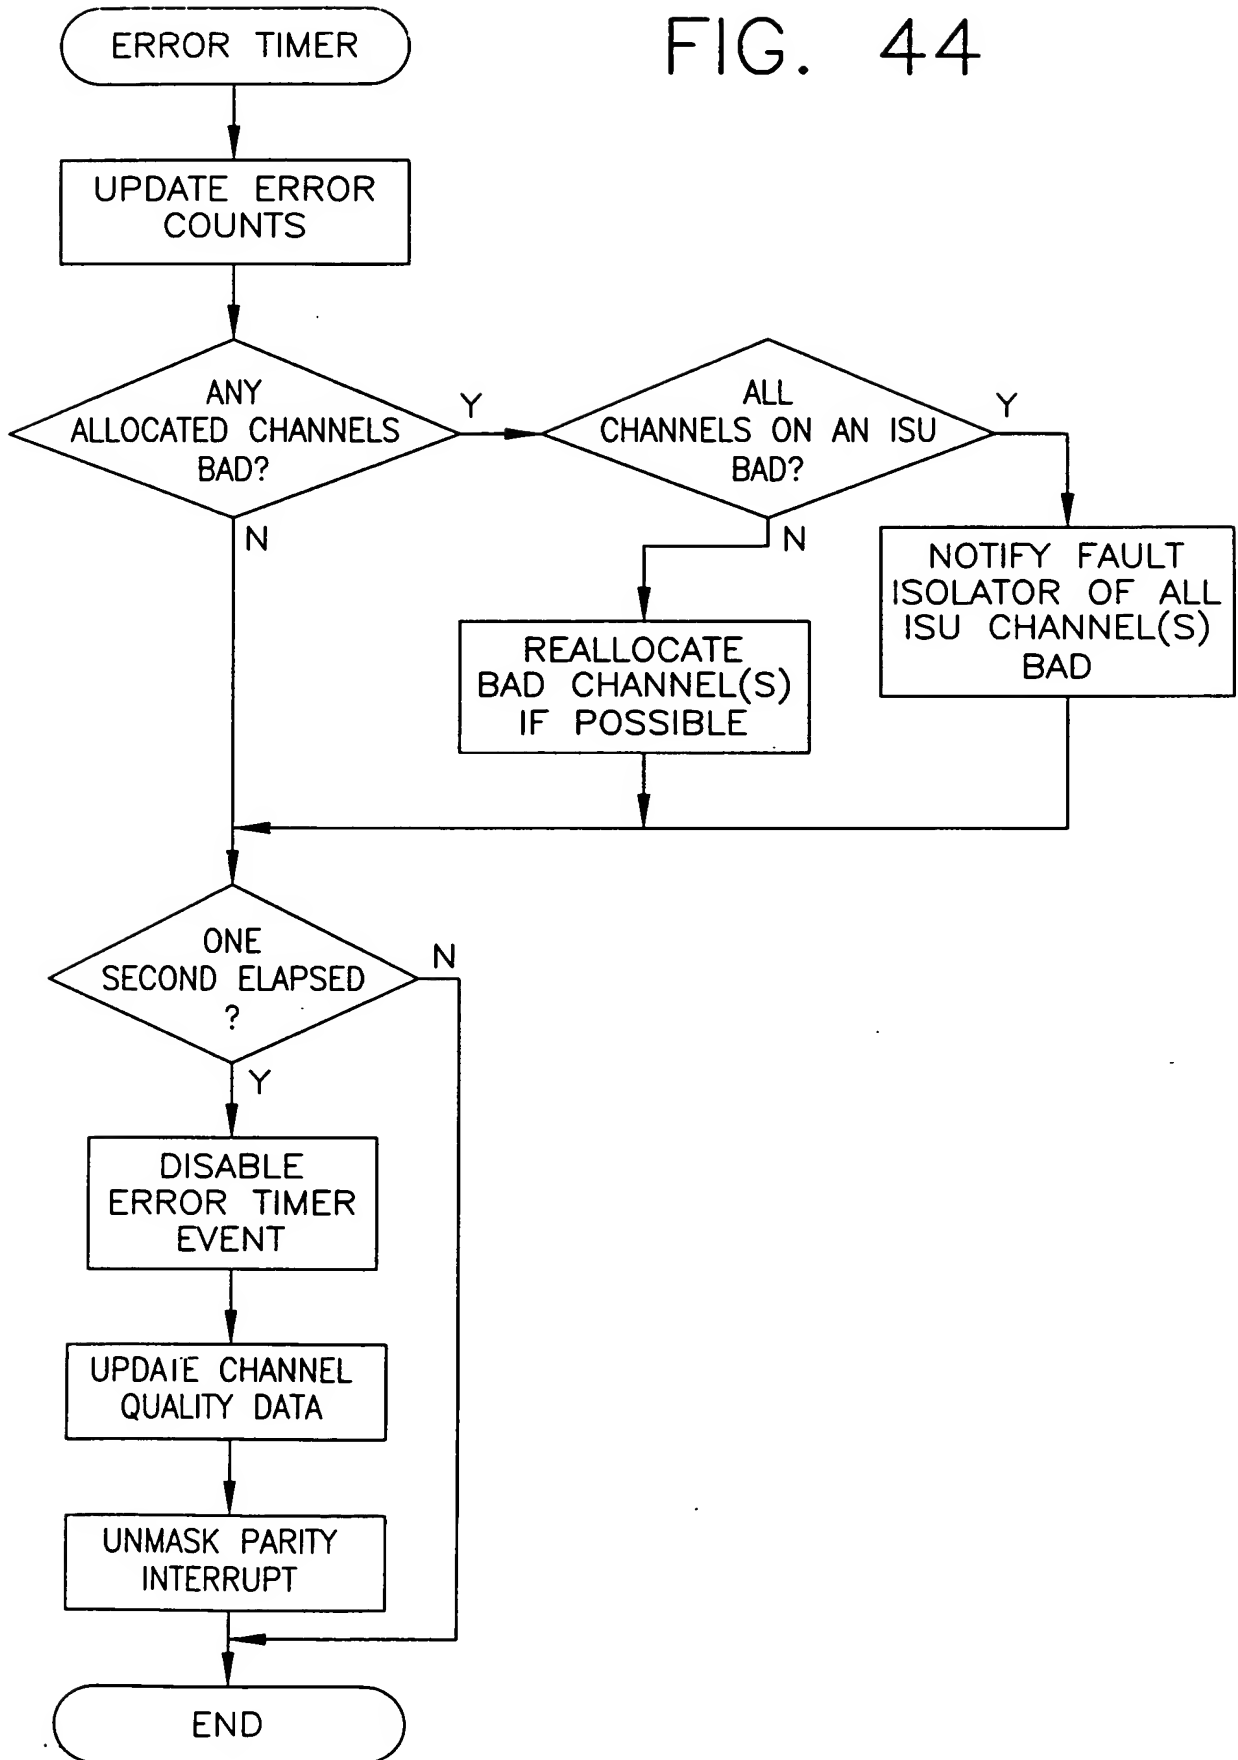 FIG. 44
ERROR TIMER
UPDATE ERROR
COUNTS
ANY
ALLOCATED CHANNELS
BAD?
Y
N
ALL
CHANNELS ON AN ISU
BAD?
Y
N
NOTIFY FAULT
ISOLATOR OF ALL
ISU CHANNEL(S)
BAD
REALLOCATE
BAD CHANNEL(S)
IF POSSIBLE
ONE
SECOND ELAPSED
?
N
Y
DISABLE
ERROR TIMER
EVENT
UPDATE CHANNEL
QUALITY DATA
UNMASK PARITY
INTERRUPT
END